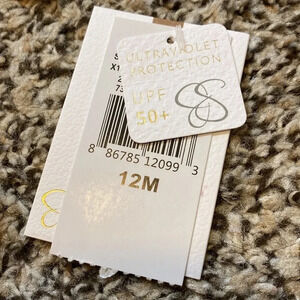 ULTRAVIOLET
PROTECTION
UPF
50+
8 86785 12099 3
12M